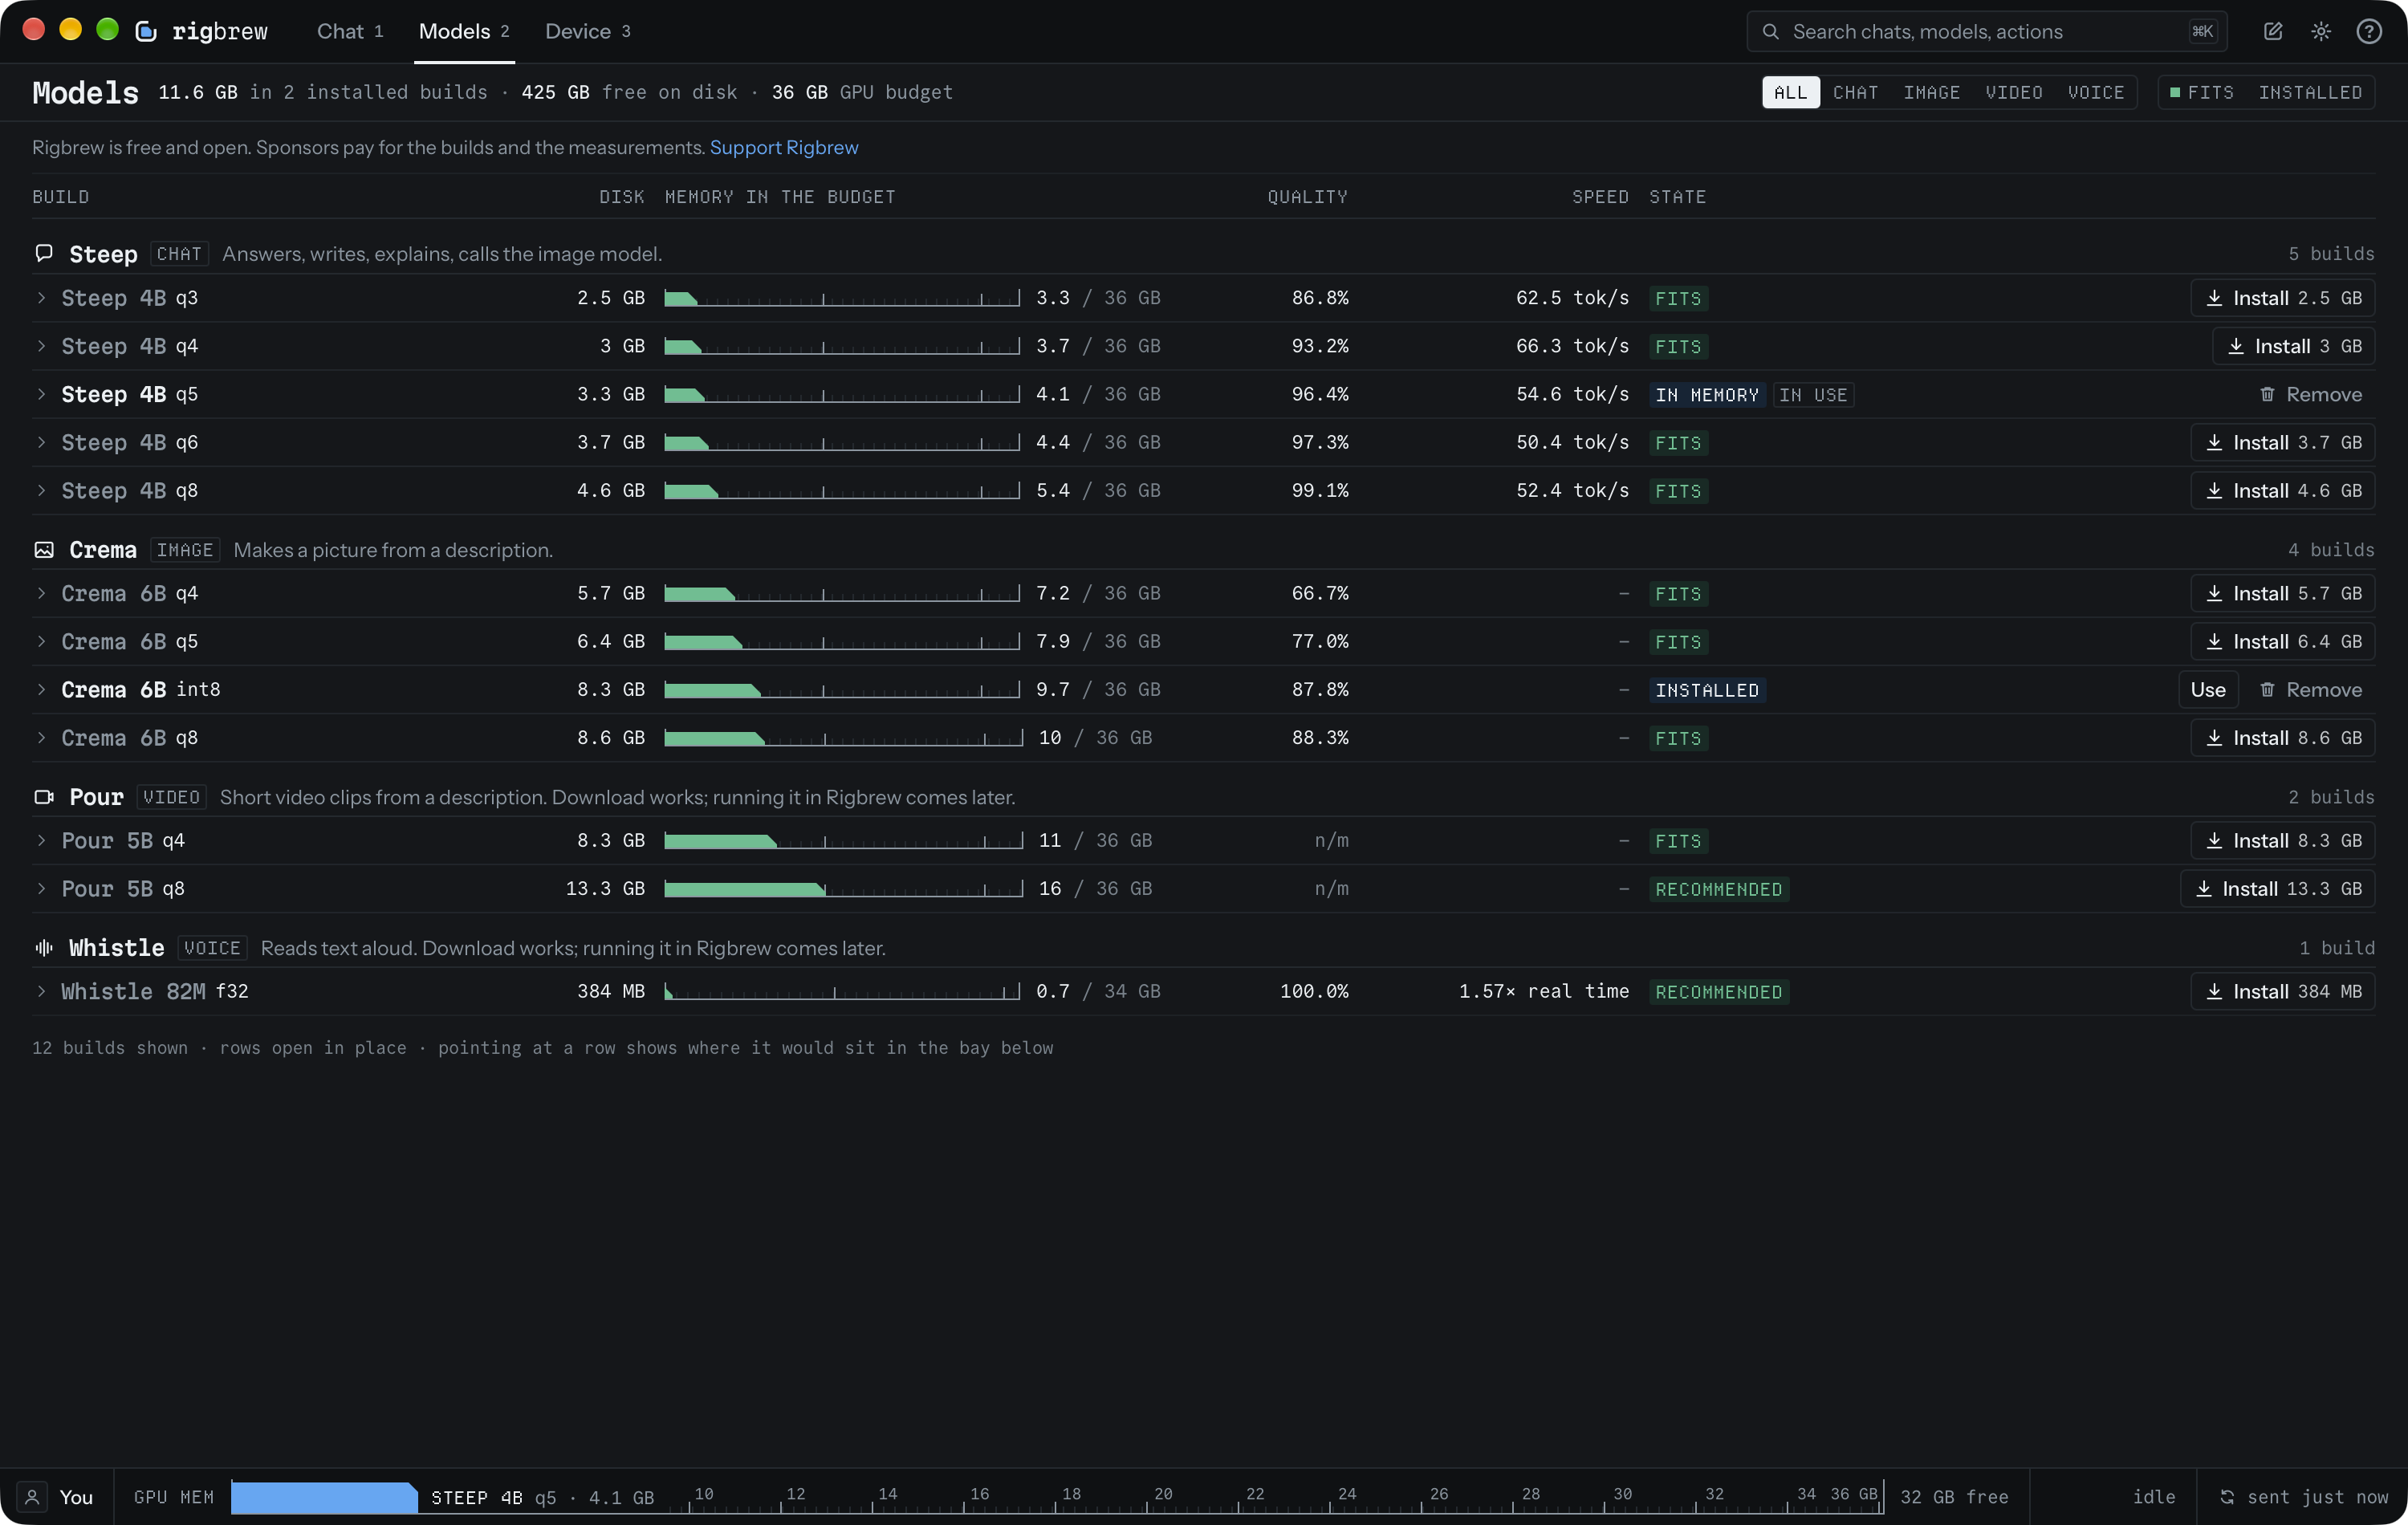 rigbrew Chat 1 Models 2 Device 3 Search chats, models, actions ⌘K ?
Models 11.6 GB in 2 installed builds · 425 GB free on disk · 36 GB GPU budget ALL CHAT IMAGE VIDEO VOICE FITS INSTALLED
Rigbrew is free and open. Sponsors pay for the builds and the measurements. Support Rigbrew
BUILD DISK MEMORY IN THE BUDGET QUALITY SPEED STATE
Steep CHAT Answers, writes, explains, calls the image model. 5 builds
Steep 4B q3 2.5 GB 3.3 / 36 GB 86.8% 62.5 tok/s FITS Install 2.5 GB
Steep 4B q4 3 GB 3.7 / 36 GB 93.2% 66.3 tok/s FITS Install 3 GB
Steep 4B q5 3.3 GB 4.1 / 36 GB 96.4% 54.6 tok/s IN MEMORY IN USE Remove
Steep 4B q6 3.7 GB 4.4 / 36 GB 97.3% 50.4 tok/s FITS Install 3.7 GB
Steep 4B q8 4.6 GB 5.4 / 36 GB 99.1% 52.4 tok/s FITS Install 4.6 GB
Crema IMAGE Makes a picture from a description. 4 builds
Crema 6B q4 5.7 GB 7.2 / 36 GB 66.7% – FITS Install 5.7 GB
Crema 6B q5 6.4 GB 7.9 / 36 GB 77.0% – FITS Install 6.4 GB
Crema 6B int8 8.3 GB 9.7 / 36 GB 87.8% – INSTALLED Use Remove
Crema 6B q8 8.6 GB 10 / 36 GB 88.3% – FITS Install 8.6 GB
Pour VIDEO Short video clips from a description. Download works; running it in Rigbrew comes later. 2 builds
Pour 5B q4 8.3 GB 11 / 36 GB n/m – FITS Install 8.3 GB
Pour 5B q8 13.3 GB 16 / 36 GB n/m – RECOMMENDED Install 13.3 GB
Whistle VOICE Reads text aloud. Download works; running it in Rigbrew comes later. 1 build
Whistle 82M f32 384 MB 0.7 / 34 GB 100.0% 1.57× real time RECOMMENDED Install 384 MB
12 builds shown · rows open in place · pointing at a row shows where it would sit in the bay below
You GPU MEM STEEP 4B q5 · 4.1 GB 10 12 14 16 18 20 22 24 26 28 30 32 34 36 GB 32 GB free idle sent just now